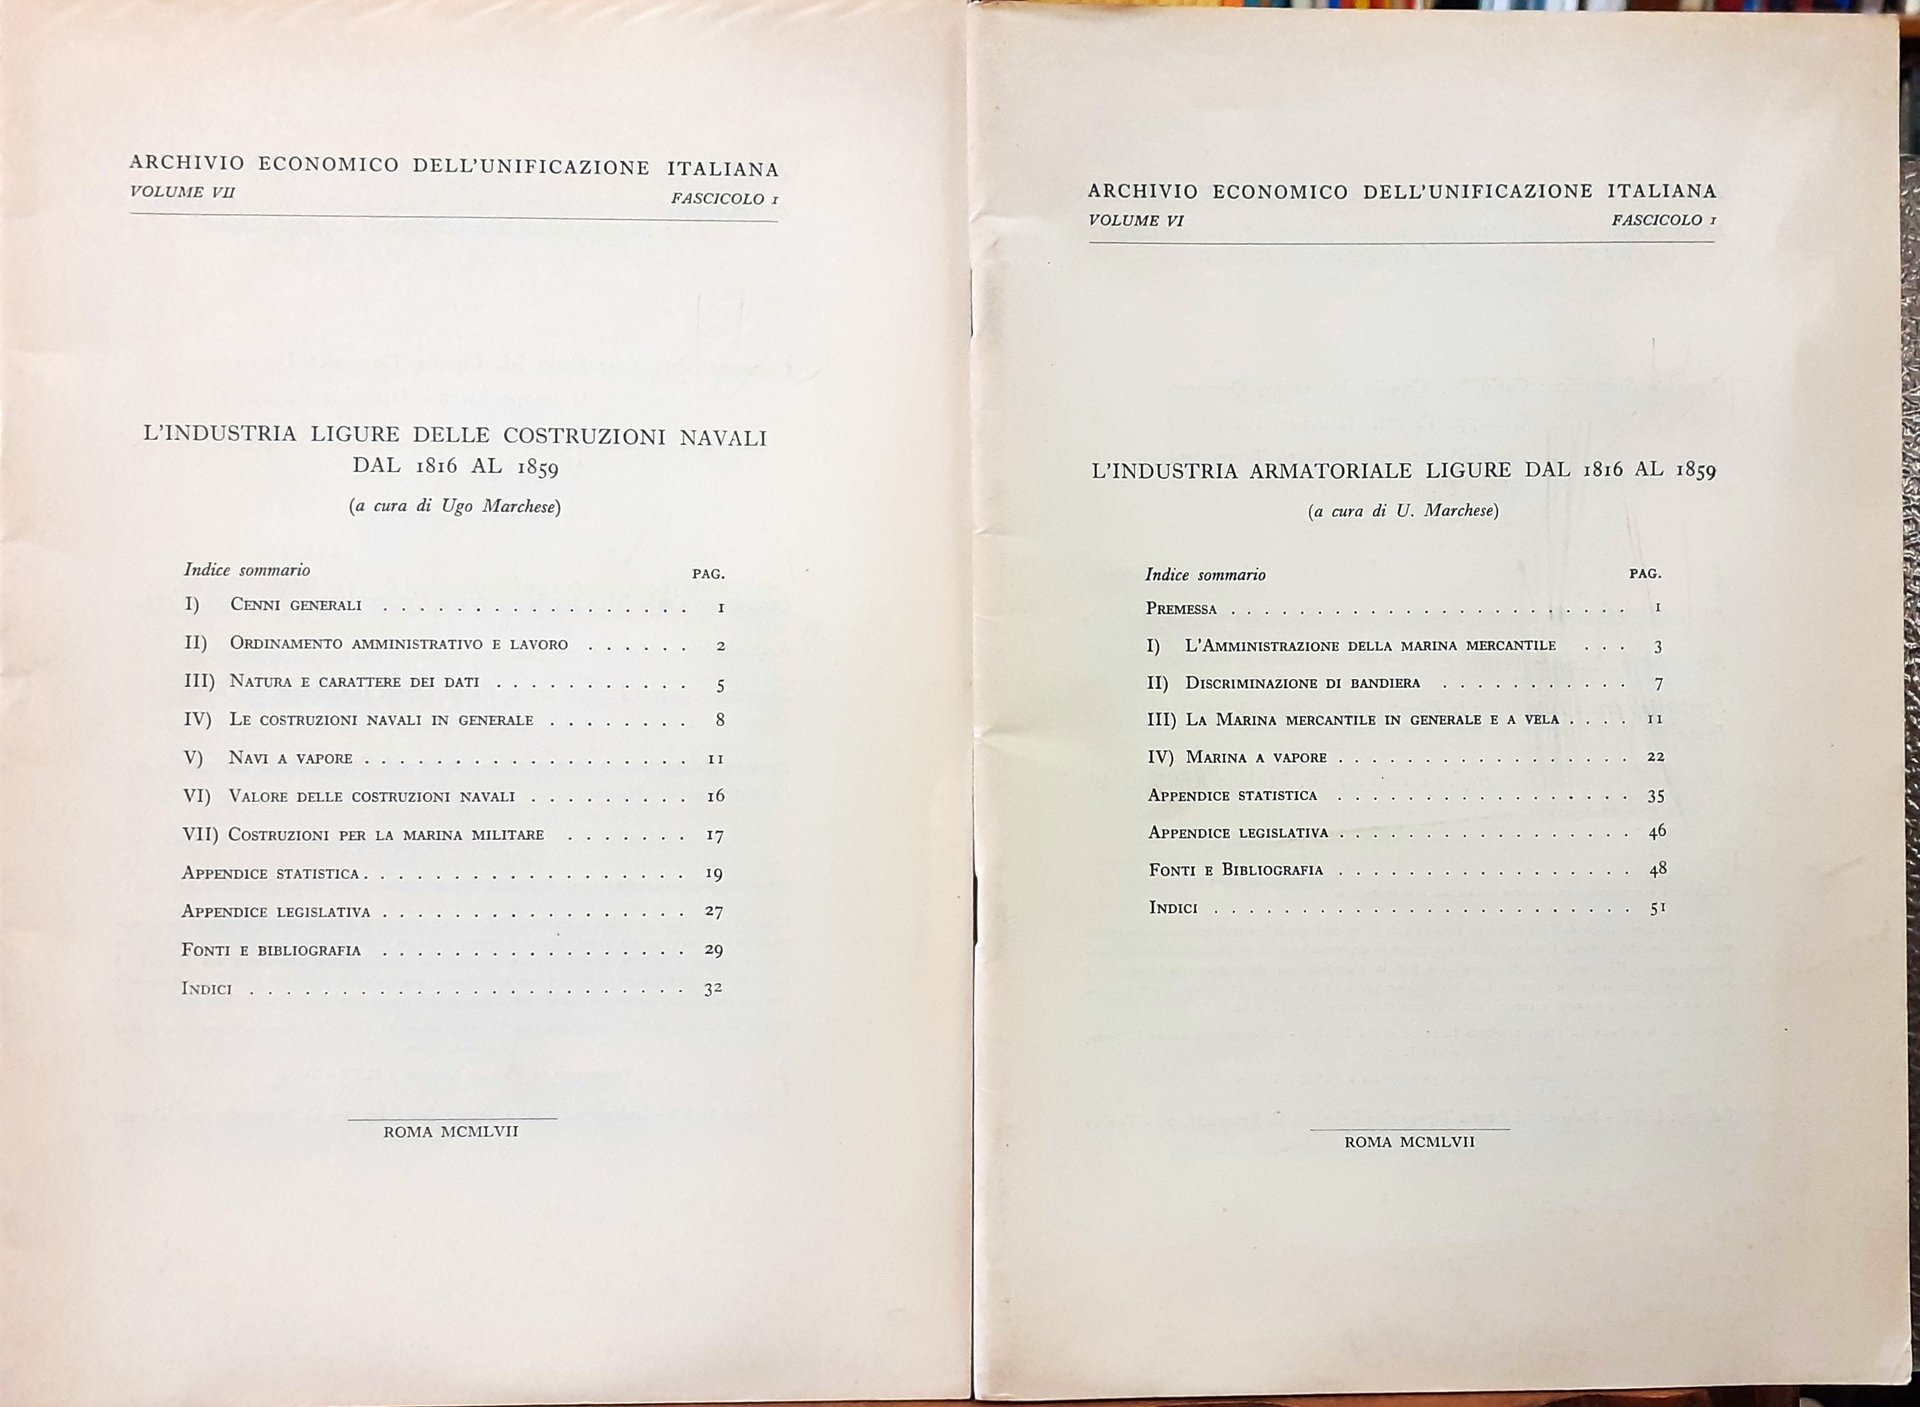 ARCHIVIO ECONOMICO DELL'UNIFICAZIONE ITALIANA
VOLUME VII FASCICOLO 1
L'INDUSTRIA LIGURE DELLE COSTRUZIONI NAVALI
DAL 1816 AL 1859
(a cura di Ugo Marchese)
Indice sommario PAG.
I) CENNI GENERALI . . . . . . . . . . . . . . . . . 1
II) ORDINAMENTO AMMINISTRATIVO E LAVORO . . . . . . 2
III) NATURA E CARATTERE DEI DATI . . . . . . . . . . . 5
IV) LE COSTRUZIONI NAVALI IN GENERALE . . . . . . . . 8
V) NAVI A VAPORE . . . . . . . . . . . . . . . . . . 11
VI) VALORE DELLE COSTRUZIONI NAVALI . . . . . . . . . 16
VII) COSTRUZIONI PER LA MARINA MILITARE . . . . . . . 17
APPENDICE STATISTICA . . . . . . . . . . . . . . . . . . 19
APPENDICE LEGISLATIVA . . . . . . . . . . . . . . . . . 27
FONTI E BIBLIOGRAFIA . . . . . . . . . . . . . . . . . 29
INDICI . . . . . . . . . . . . . . . . . . . . . . . . 32
ROMA MCMLVII
ARCHIVIO ECONOMICO DELL'UNIFICAZIONE ITALIANA
VOLUME VI FASCICOLO 1
L'INDUSTRIA ARMATORIALE LIGURE DAL 1816 AL 1859
(a cura di U. Marchese)
Indice sommario PAG.
PREMESSA . . . . . . . . . . . . . . . . . . . . . . . 1
I) L'AMMINISTRAZIONE DELLA MARINA MERCANTILE . . . 3
II) DISCRIMINAZIONE DI BANDIERA . . . . . . . . . . . 7
III) LA MARINA MERCANTILE IN GENERALE E A VELA . . . . 11
IV) MARINA A VAPORE . . . . . . . . . . . . . . . . . 22
APPENDICE STATISTICA . . . . . . . . . . . . . . . . . 35
APPENDICE LEGISLATIVA . . . . . . . . . . . . . . . . . 46
FONTI E BIBLIOGRAFIA . . . . . . . . . . . . . . . . . 48
INDICI . . . . . . . . . . . . . . . . . . . . . . . . 51
ROMA MCMLVII